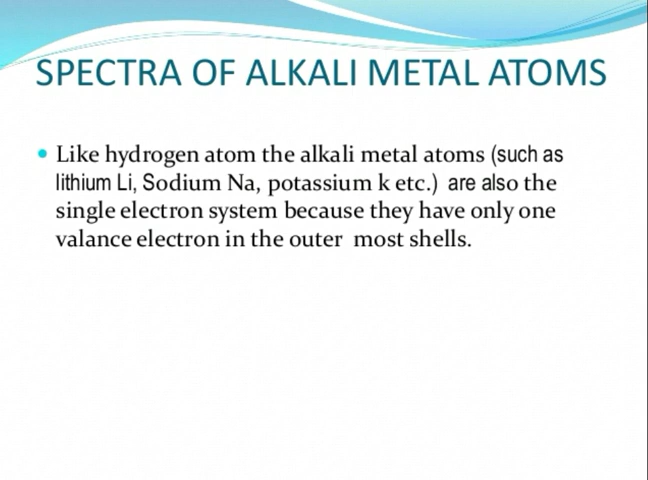 SPECTRA OF ALKALI METAL ATOMS
• Like hydrogen atom the alkali metal atoms (such as
lithium Li, Sodium Na, potassium k etc.) are also the
single electron system because they have only one
valance electron in the outer most shells.